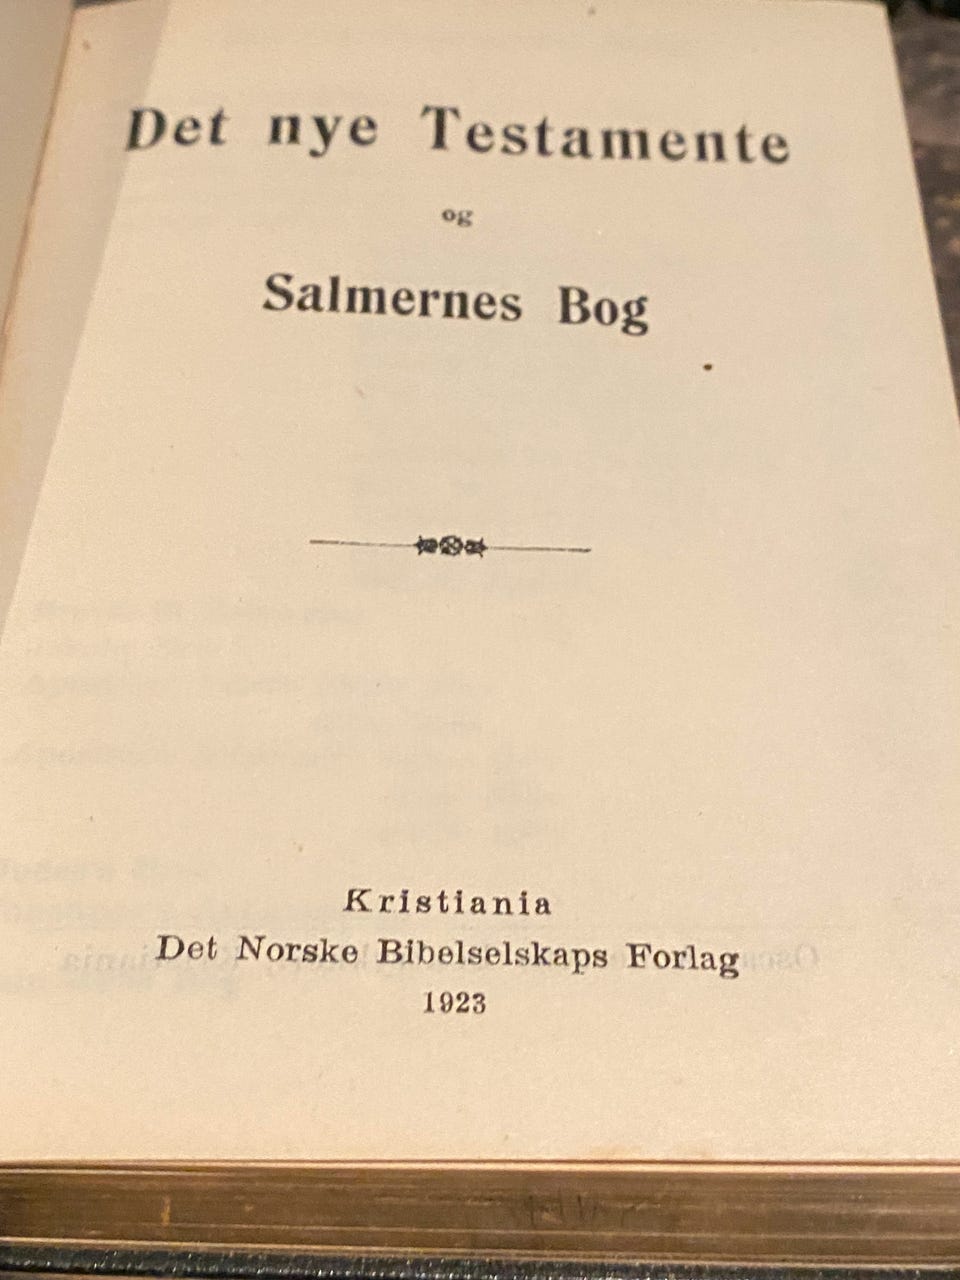 Det nye Testamente
og
Salmernes Bog
Kristiania
Det Norske Bibelselskaps Forlag
1923